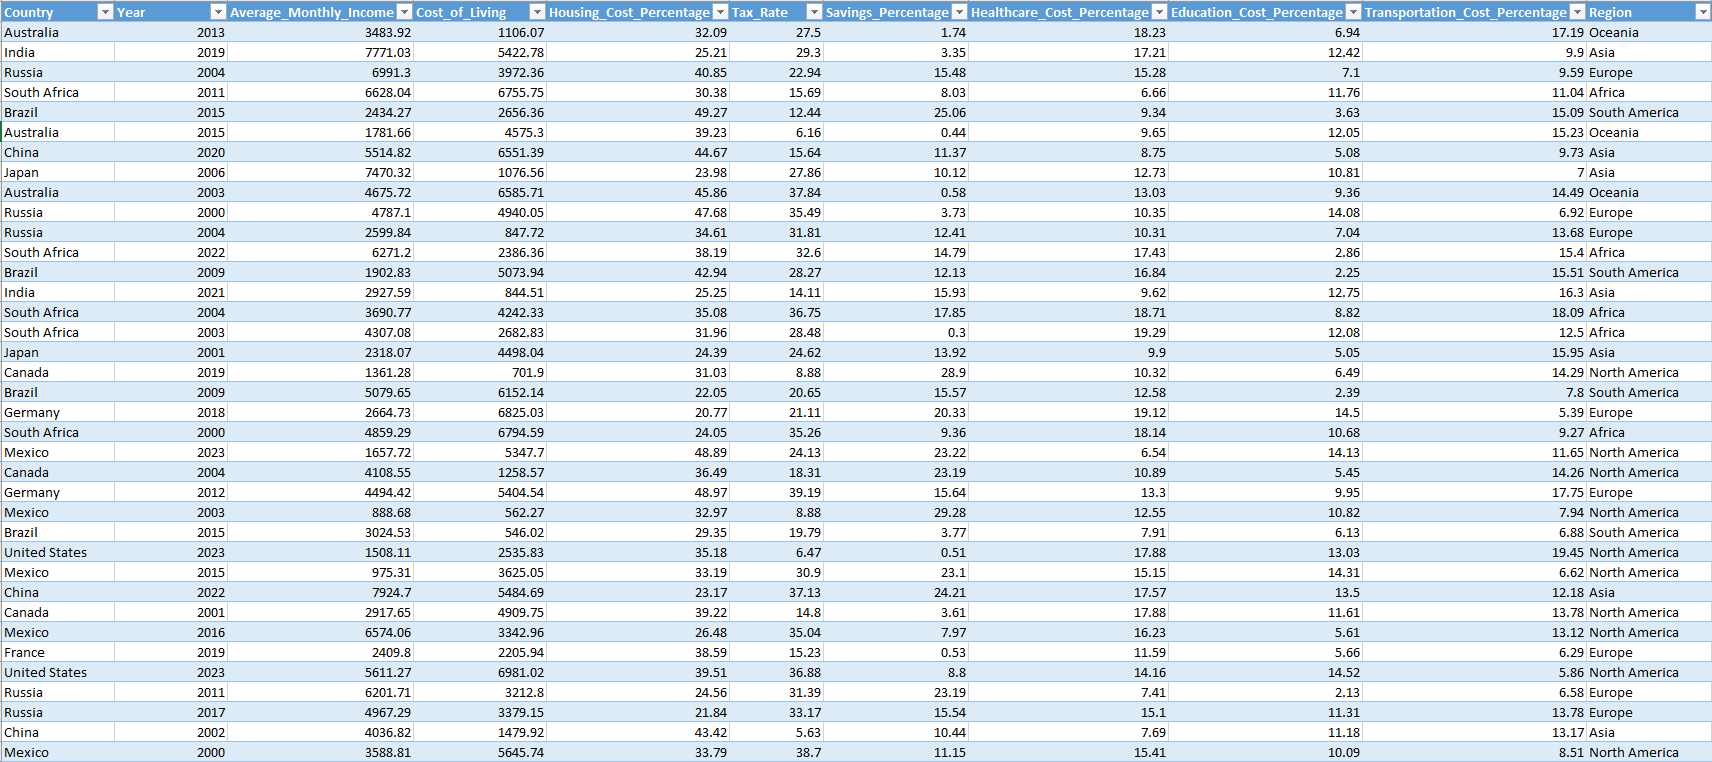 Country Year Average_Monthly_Income Cost_of_Living Housing_Cost_Percentage Tax_Rate Savings_Percentage Healthcare_Cost_Percentage Education_Cost_Percentage Transportation_Cost_Percentage Region
Australia 2013 3483.92 1106.07 32.09 27.5 1.74 18.23 6.94 17.19 Oceania
India 2019 7771.03 5422.78 25.21 29.3 3.35 17.21 12.42 9.9 Asia
Russia 2004 6991.3 3972.36 40.85 22.94 15.48 15.28 7.1 9.59 Europe
South Africa 2011 6628.04 6755.75 30.38 15.69 8.03 6.66 11.76 11.04 Africa
Brazil 2015 2434.27 2656.36 49.27 12.44 25.06 9.34 3.63 15.09 South America
Australia 2015 1781.66 4575.3 39.23 6.16 0.44 9.65 12.05 15.23 Oceania
China 2020 5514.82 6551.39 44.67 15.64 11.37 8.75 5.08 9.73 Asia
Japan 2006 7470.32 1076.56 23.98 27.86 10.12 12.73 10.81 7 Asia
Australia 2003 4675.72 6585.71 45.86 37.84 0.58 13.03 9.36 14.49 Oceania
Russia 2000 4787.1 4940.05 47.68 35.49 3.73 10.35 14.08 6.92 Europe
Russia 2004 2599.84 847.72 34.61 31.81 12.41 10.31 7.04 13.68 Europe
South Africa 2022 6271.2 2386.36 38.19 32.6 14.79 17.43 2.86 15.4 Africa
Brazil 2009 1902.83 5073.94 42.94 28.27 12.13 16.84 2.25 15.51 South America
India 2021 2927.59 844.51 25.25 14.11 15.93 9.62 12.75 16.3 Asia
South Africa 2004 3690.77 4242.33 35.08 36.75 17.85 18.71 8.82 18.09 Africa
South Africa 2003 4307.08 2682.83 31.96 28.48 0.3 19.29 12.08 12.5 Africa
Japan 2001 2318.07 4498.04 24.39 24.62 13.92 9.9 5.05 15.95 Asia
Canada 2019 1361.28 701.9 31.03 8.88 28.9 10.32 6.49 14.29 North America
Brazil 2009 5079.65 6152.14 22.05 20.65 15.57 12.58 2.39 7.8 South America
Germany 2018 2664.73 6825.03 20.77 21.11 20.33 19.12 14.5 5.39 Europe
South Africa 2000 4859.29 6794.59 24.05 35.26 9.36 18.14 10.68 9.27 Africa
Mexico 2023 1657.72 5347.7 48.89 24.13 23.22 6.54 14.13 11.65 North America
Canada 2004 4108.55 1258.57 36.49 18.31 23.19 10.89 5.45 14.26 North America
Germany 2012 4494.42 5404.54 48.97 39.19 15.64 13.3 9.95 17.75 Europe
Mexico 2003 888.68 562.27 32.97 8.88 29.28 12.55 10.82 7.94 North America
Brazil 2015 3024.53 546.02 29.35 19.79 3.77 7.91 6.13 6.88 South America
United States 2023 1508.11 2535.83 35.18 6.47 0.51 17.88 13.03 19.45 North America
Mexico 2015 975.31 3625.05 33.19 30.9 23.1 15.15 14.31 6.62 North America
China 2022 7924.7 5484.69 23.17 37.13 24.21 17.57 13.5 12.18 Asia
Canada 2001 2917.65 4909.75 39.22 14.8 3.61 17.88 11.61 13.78 North America
Mexico 2016 6574.06 3342.96 26.48 35.04 7.97 16.23 5.61 13.12 North America
France 2019 2409.8 2205.94 38.59 15.23 0.53 11.59 5.66 6.29 Europe
United States 2023 5611.27 6981.02 39.51 36.88 8.8 14.16 14.52 5.86 North America
Russia 2011 6201.71 3212.8 24.56 31.39 23.19 7.41 2.13 6.58 Europe
Russia 2017 4967.29 3379.15 21.84 33.17 15.54 15.1 11.31 13.78 Europe
China 2002 4036.82 1479.92 43.42 5.63 10.44 7.69 11.18 13.17 Asia
Mexico 2000 3588.81 5645.74 33.79 38.7 11.15 15.41 10.09 8.51 North America